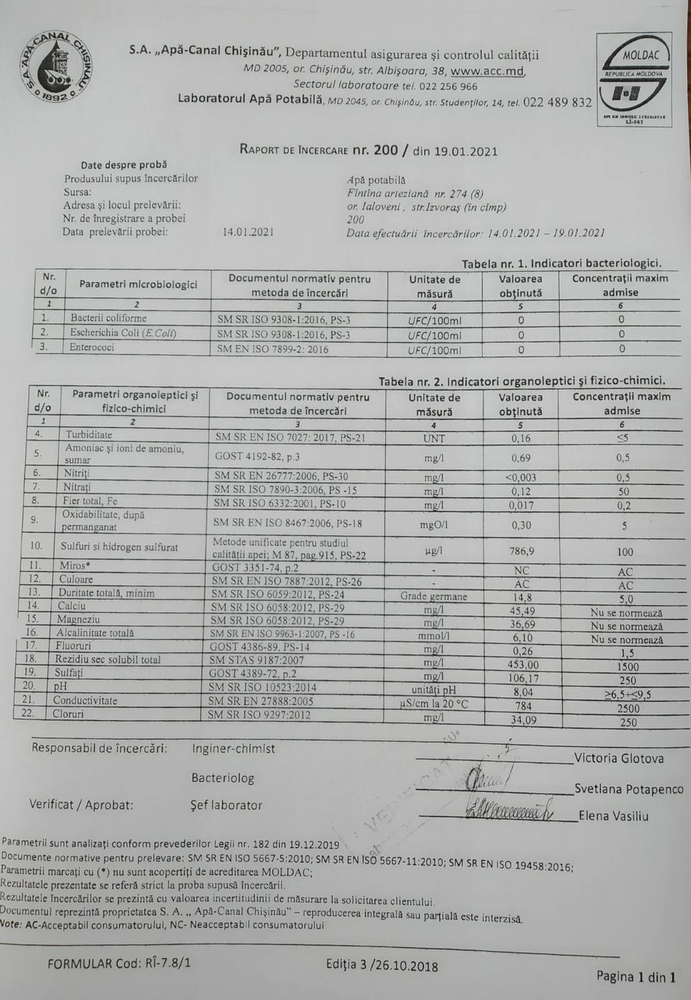 S.A. "APĂ-CANAL CHIŞINĂU"
1892
S.A. „Apă-Canal Chişinău”, Departamentul asigurarea şi controlul calităţii
MD 2005, or. Chişinău, str. Albişoara, 38, www.acc.md,
Sectorul laboratoare tel. 022 256 966
Laboratorul Apă Potabilă, MD 2045, or. Chişinău, str. Studenţilor, 14, tel. 022 489 832
MOLDAC
REPUBLICA MOLDOVA
SM EN ISO/IEC 17025:2018
LÎ-067
RAPORT DE ÎNCERCARE nr. 200 / din 19.01.2021
Date despre probă
Produsului supus încercărilor Apă potabilă
Sursa: Fîntîna arteziană nr. 274 (8)
Adresa şi locul prelevării: or. Ialoveni , str.Izvoraş (în cîmp)
Nr. de înregistrare a probei 200
Data prelevării probei: 14.01.2021 Data efectuării încercărilor: 14.01.2021 – 19.01.2021
Tabela nr. 1. Indicatori bacteriologici.
Nr. d/o Parametri microbiologici Documentul normativ pentru metoda de încercări Unitate de măsură Valoarea obţinută Concentraţii maxim admise
1 2 3 4 5 6
1. Bacterii coliforme SM SR ISO 9308-1:2016, PS-3 UFC/100ml 0 0
2. Escherichia Coli (E.Coli) SM SR ISO 9308-1:2016, PS-3 UFC/100ml 0 0
3. Enterococi SM EN ISO 7899-2: 2016 UFC/100ml 0 0
Tabela nr. 2. Indicatori organoleptici şi fizico-chimici.
Nr. d/o Parametri organoleptici şi fizico-chimici Documentul normativ pentru metoda de încercări Unitate de măsură Valoarea obţinută Concentraţii maxim admise
1 2 3 4 5 6
4. Turbiditate SM SR EN ISO 7027: 2017, PS-21 UNT 0,16 ≤5
5. Amoniac şi ioni de amoniu, sumar GOST 4192-82, p.3 mg/l 0,69 0,5
6. Nitriţi SM SR EN 26777:2006, PS-30 mg/l <0,003 0,5
7. Nitraţi SM SR ISO 7890-3:2006, PS -15 mg/l 0,12 50
8. Fier total, Fe SM SR ISO 6332:2001, PS-10 mg/l 0,017 0,2
9. Oxidabilitate, după permanganat SM SR EN ISO 8467:2006, PS-18 mgO/l 0,30 5
10. Sulfuri si hidrogen sulfurat Metode unificate pentru studiul calităţii apei; M 87, pag.915, PS-22 µg/l 786,9 100
11. Miros* GOST 3351-74, p.2 - NC AC
12. Culoare SM SR EN ISO 7887:2012, PS-26 - AC AC
13. Duritate totală, minim SM SR ISO 6059:2012, PS-24 Grade germane 14,8 5,0
14. Calciu SM SR ISO 6058:2012, PS-29 mg/l 45,49 Nu se normează
15. Magneziu SM SR ISO 6058:2012, PS-29 mg/l 36,69 Nu se normează
16. Alcalinitate totală SM SR EN ISO 9963-1:2007, PS -16 mmol/l 6,10 Nu se normează
17. Fluoruri GOST 4386-89, PS-14 mg/l 0,26 1,5
18. Rezidiu sec solubil total SM STAS 9187:2007 mg/l 453,00 1500
19. Sulfaţi GOST 4389-72, p.2 mg/l 106,17 250
20. pH SM SR ISO 10523:2014 unităţi pH 8,04 ≥6,5÷≤9,5
21. Conductivitate SM SR EN 27888:2005 µS/cm la 20 °C 784 2500
22. Cloruri SM SR ISO 9297:2012 mg/l 34,09 250
Responsabil de încercări: Inginer-chimist Victoria Glotova
Bacteriolog Svetlana Potapenco
Verificat / Aprobat: Şef laborator Elena Vasiliu
Parametrii sunt analizaţi conform prevederilor Legii nr. 182 din 19.12.2019
Documente normative pentru prelevare: SM SR EN ISO 5667-5:2010; SM SR EN ISO 5667-11:2010; SM SR EN ISO 19458:2016;
Parametrii marcaţi cu (*) nu sunt acopertiţi de acreditarea MOLDAC;
Rezultatele prezentate se referă strict la proba supusă încercării.
Rezultatele încercărilor se prezintă cu valoarea incertitudinii de măsurare la solicitarea clientului.
Documentul reprezintă proprietatea S. A. „ Apă-Canal Chişinău” – reproducerea integrală sau parţială este interzisă.
Note: AC-Acceptabil consumatorului, NC- Neacceptabil consumatorului
FORMULAR Cod: RÎ-7.8/1 Ediţia 3 /26.10.2018
Pagina 1 din 1